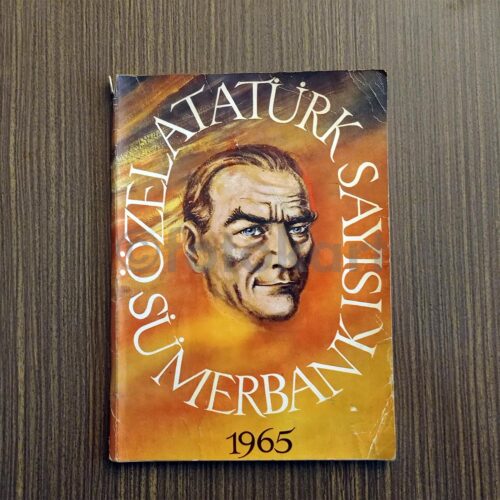 ÖZEL ATATÜRK SAYISI
SÜMERBANK
1965